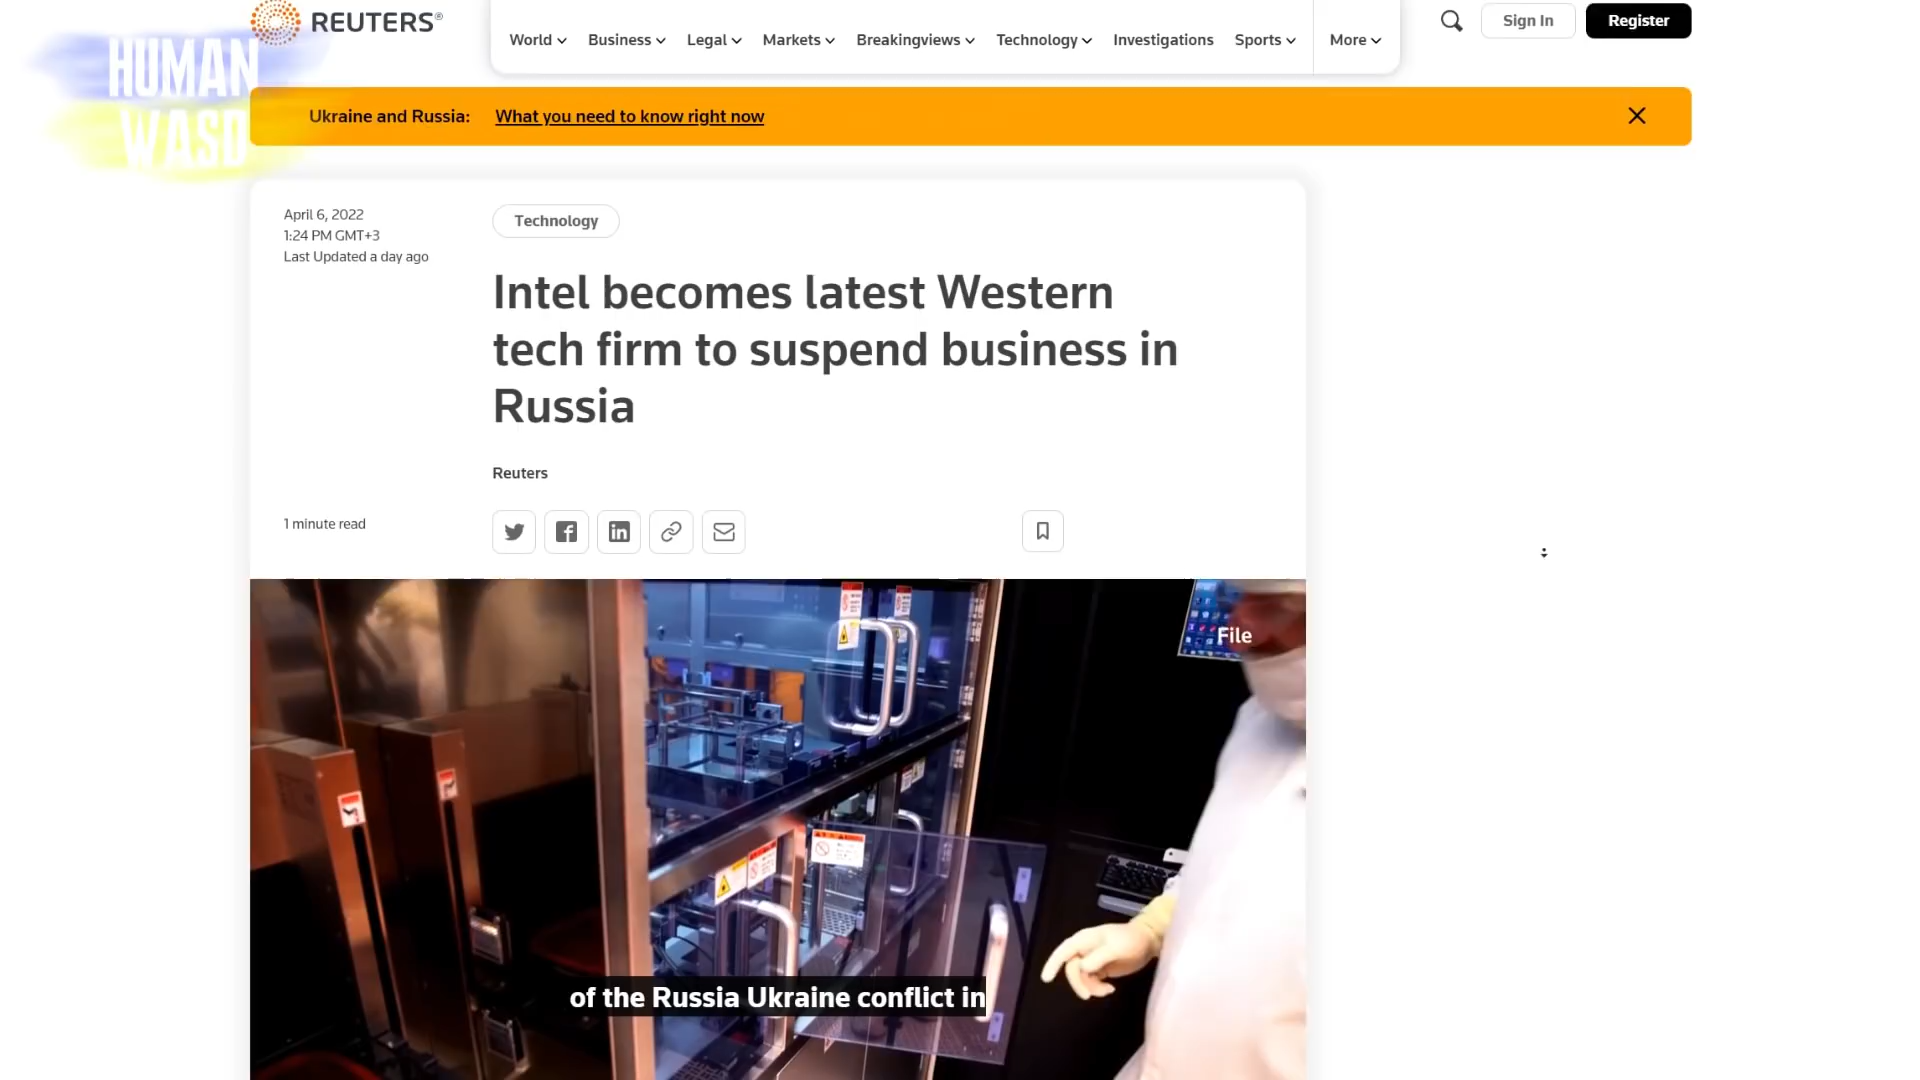 REUTERS®
World
Business
Legal
Markets
Breakingviews
Technology
Investigations
Sports
More
Sign In
Register
HUMAN
WASD
Ukraine and Russia: What you need to know right now
April 6, 2022
1:24 PM GMT+3
Last Updated a day ago
Technology
Intel becomes latest Western
tech firm to suspend business in
Russia
Reuters
1 minute read
File
of the Russia Ukraine conflict in